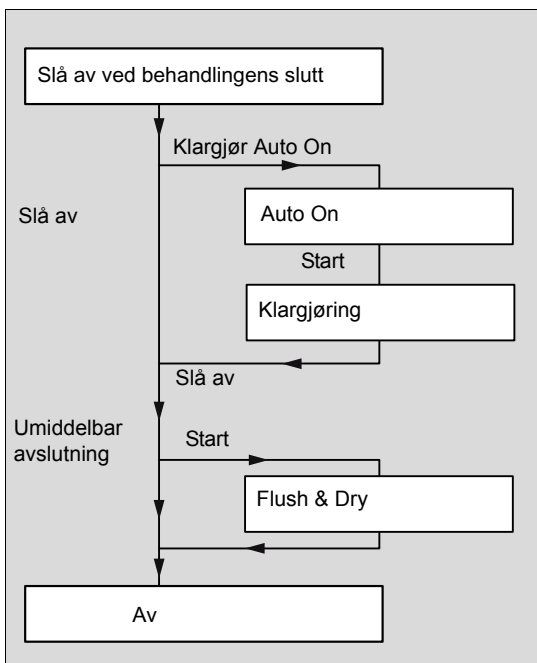 Slå av ved behandlingens slutt
Klargjør Auto On
Slå av
Auto On
Start
Klargjøring
Slå av
Umiddelbar
avslutning
Start
Flush & Dry
Av